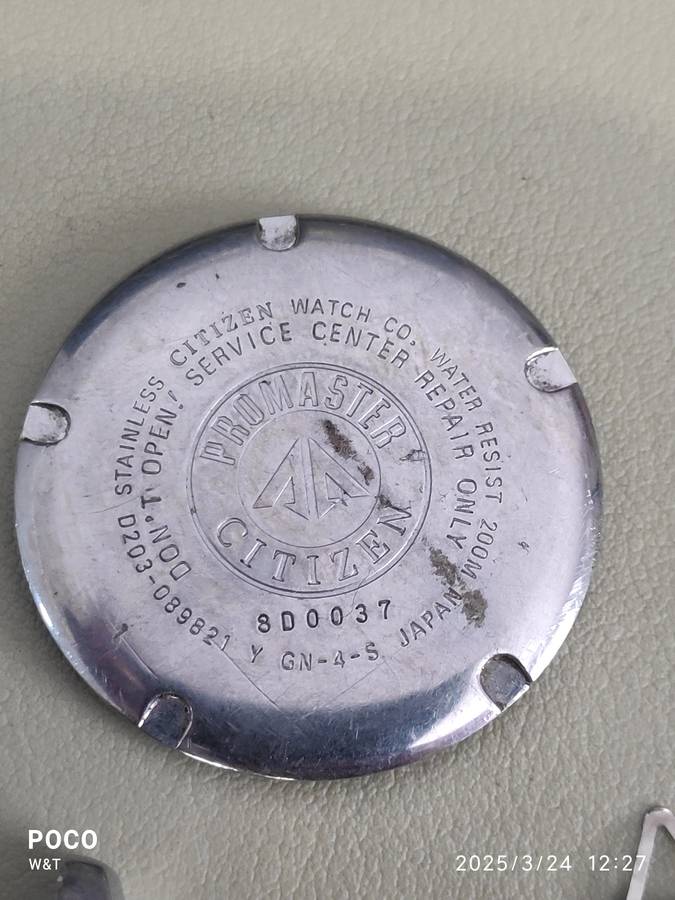 STAINLESS CITIZEN WATCH CO. WATER RESIST 200M
DON'T OPEN! SERVICE CENTER REPAIR ONLY
PROMASTER
CITIZEN
8D0037
D203-089821 Y GN-4-S JAPAN
POCO
W&T
2025/3/24 12:27